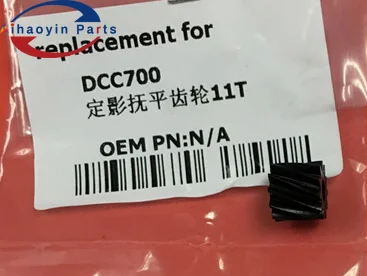 ihaoyin Parts
replacement for
DCC700
定影抚平齿轮11T
OEM PN:N/A